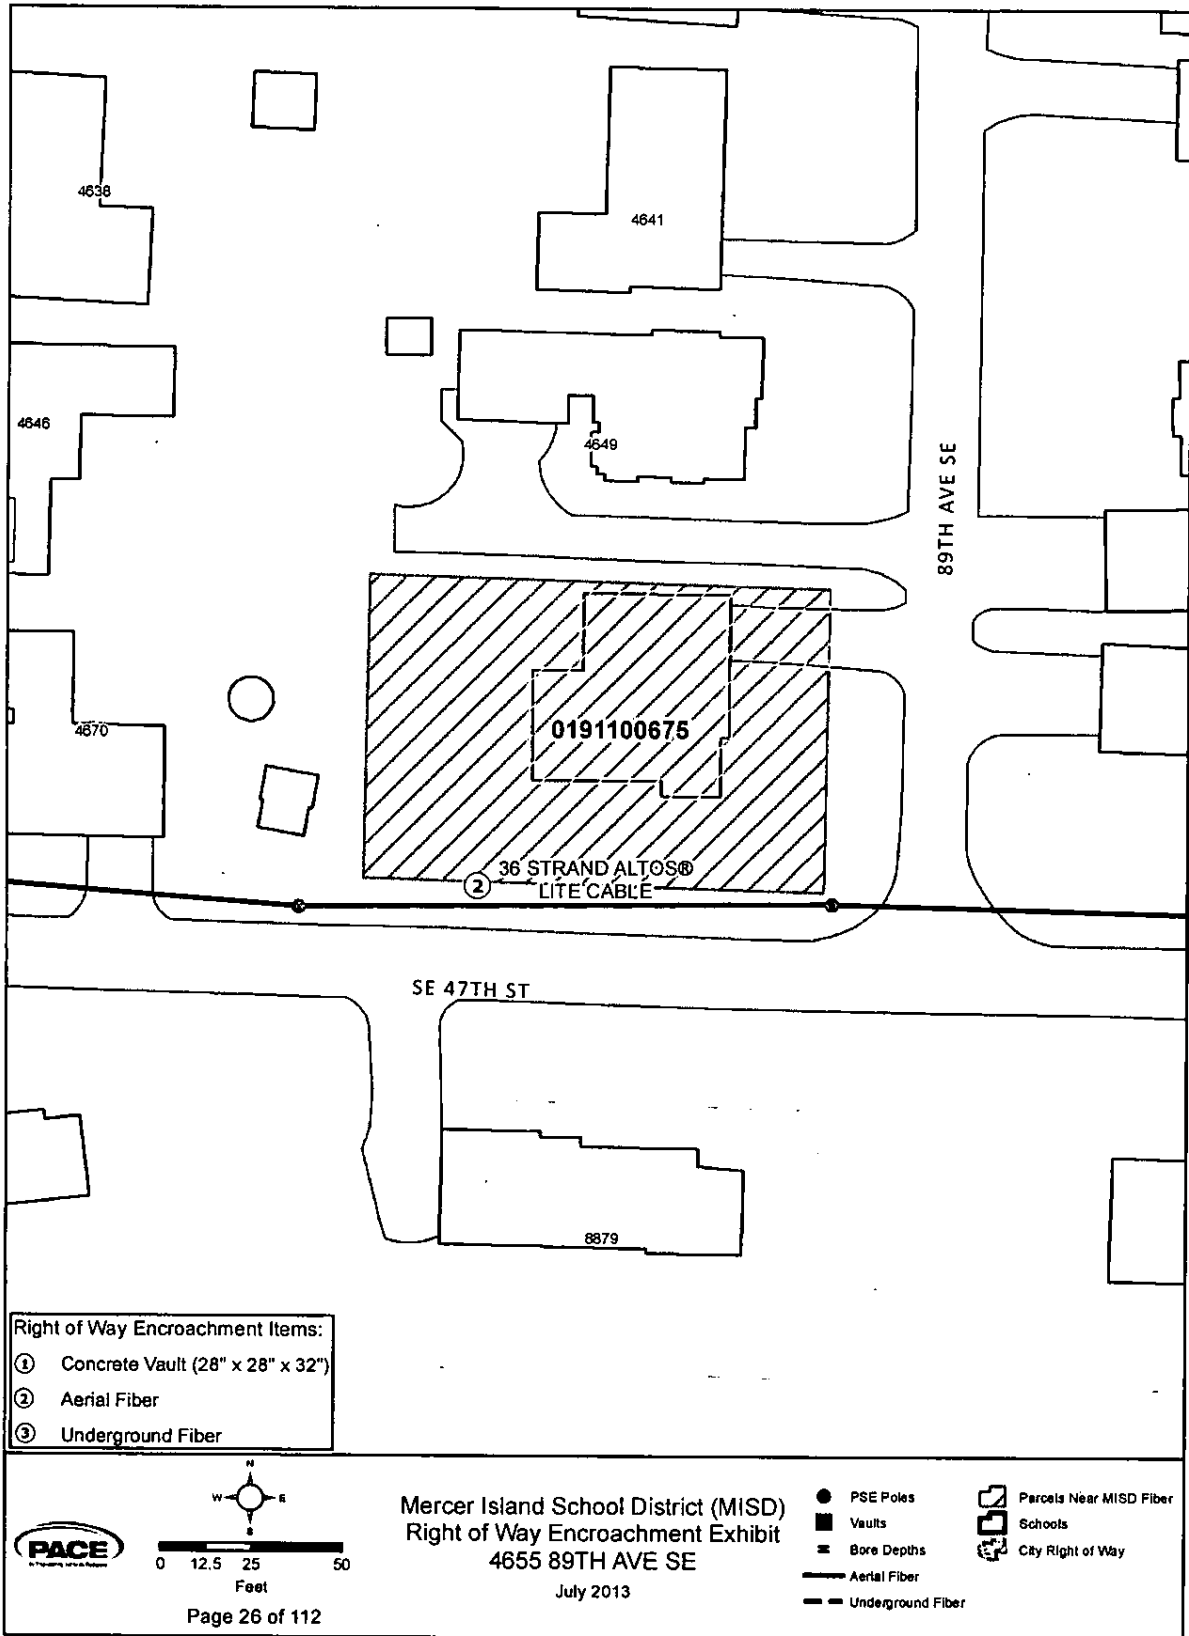 4638
4641
4646
4649
89TH AVE SE
4670
0191100675
② 36 STRAND ALTOS®
LITE CABLE
SE 47TH ST
8879
Right of Way Encroachment Items:
① Concrete Vault (28" x 28" x 32")
② Aerial Fiber
③ Underground Fiber
PACE
N
W E
S
0 12.5 25 50
Feet
Page 26 of 112
Mercer Island School District (MISD)
Right of Way Encroachment Exhibit
4655 89TH AVE SE
July 2013
PSE Poles
Vaults
Bore Depths
Aerial Fiber
Underground Fiber
Parcels Near MISD Fiber
Schools
City Right of Way